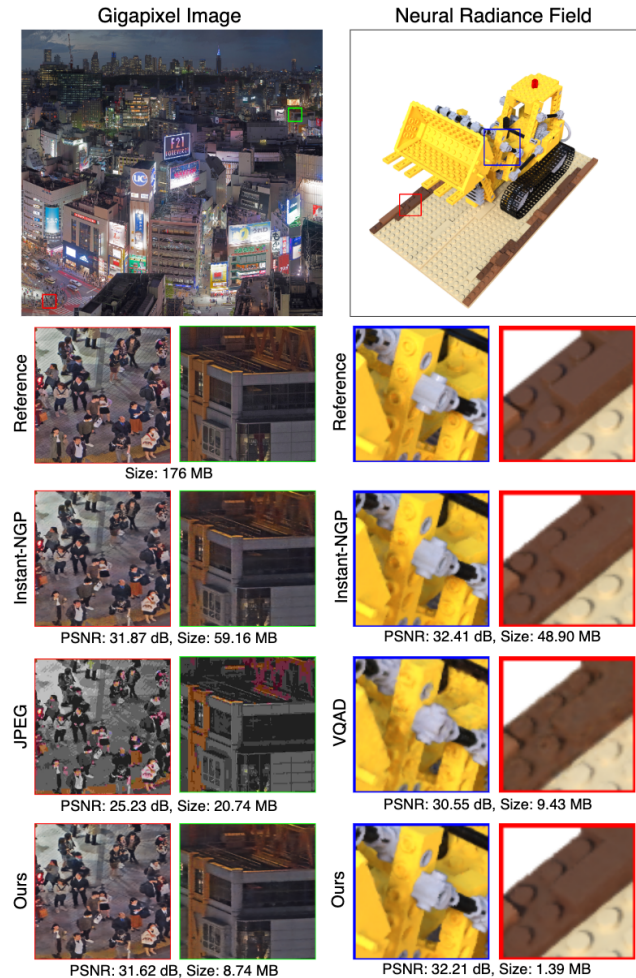 Gigapixel Image
Neural Radiance Field
F21
UC
Reference
Size: 176 MB
Reference
Instant-NGP
PSNR: 31.87 dB, Size: 59.16 MB
Instant-NGP
PSNR: 32.41 dB, Size: 48.90 MB
JPEG
PSNR: 25.23 dB, Size: 20.74 MB
VQAD
PSNR: 30.55 dB, Size: 9.43 MB
Ours
PSNR: 31.62 dB, Size: 8.74 MB
Ours
PSNR: 32.21 dB, Size: 1.39 MB